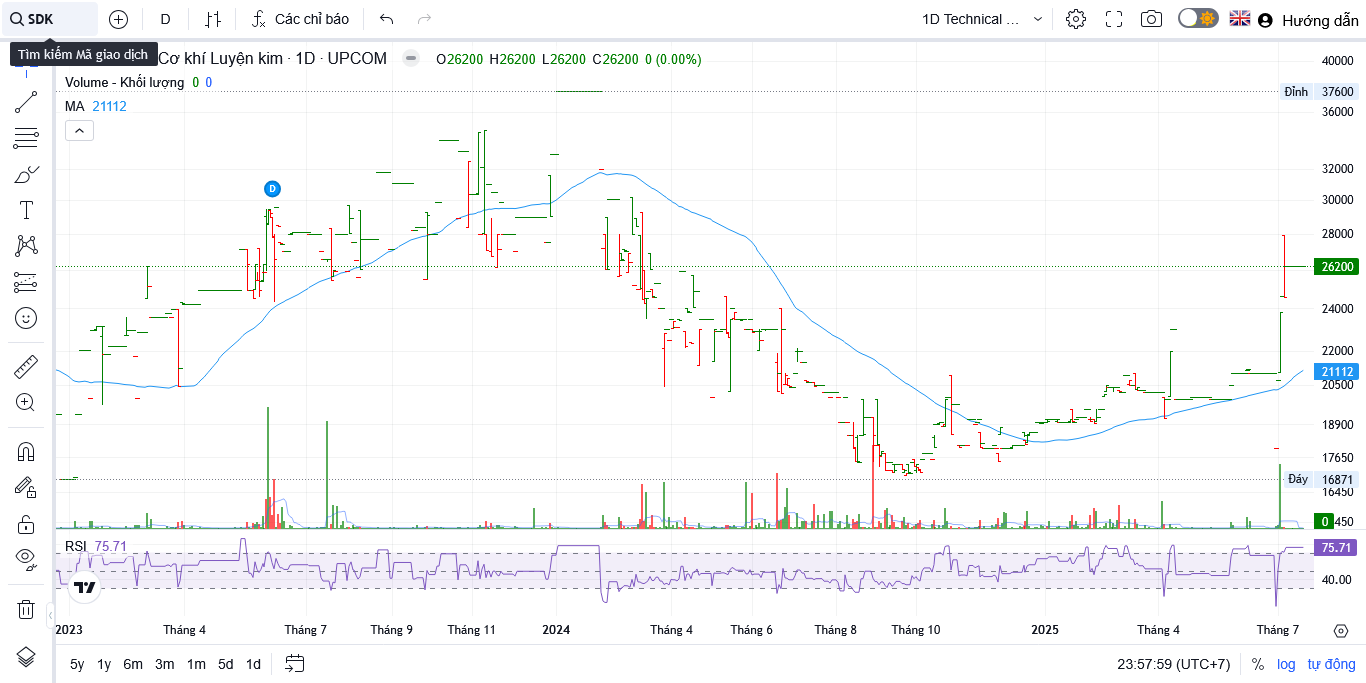 SDK
D
Các chỉ báo
1D Technical ...
Hướng dẫn
Tìm kiếm Mã giao dịch
Cơ khí Luyện kim · 1D · UPCOM
O26200 H26200 L26200 C26200 0 (0.00%)
Volume - Khối lượng 0 0
MA 21112
D
40000
Đỉnh 37600
36000
32000
30000
28000
26200
24000
22000
21112
20500
18900
17650
Đáy 16871
16450
0
450
RSI 75.71
75.71
40.00
2023 Tháng 4 Tháng 7 Tháng 9 Tháng 11 2024 Tháng 4 Tháng 6 Tháng 8 Tháng 10 2025 Tháng 4 Tháng 7
5y 1y 6m 3m 1m 5d 1d
23:57:59 (UTC+7) % log tự động